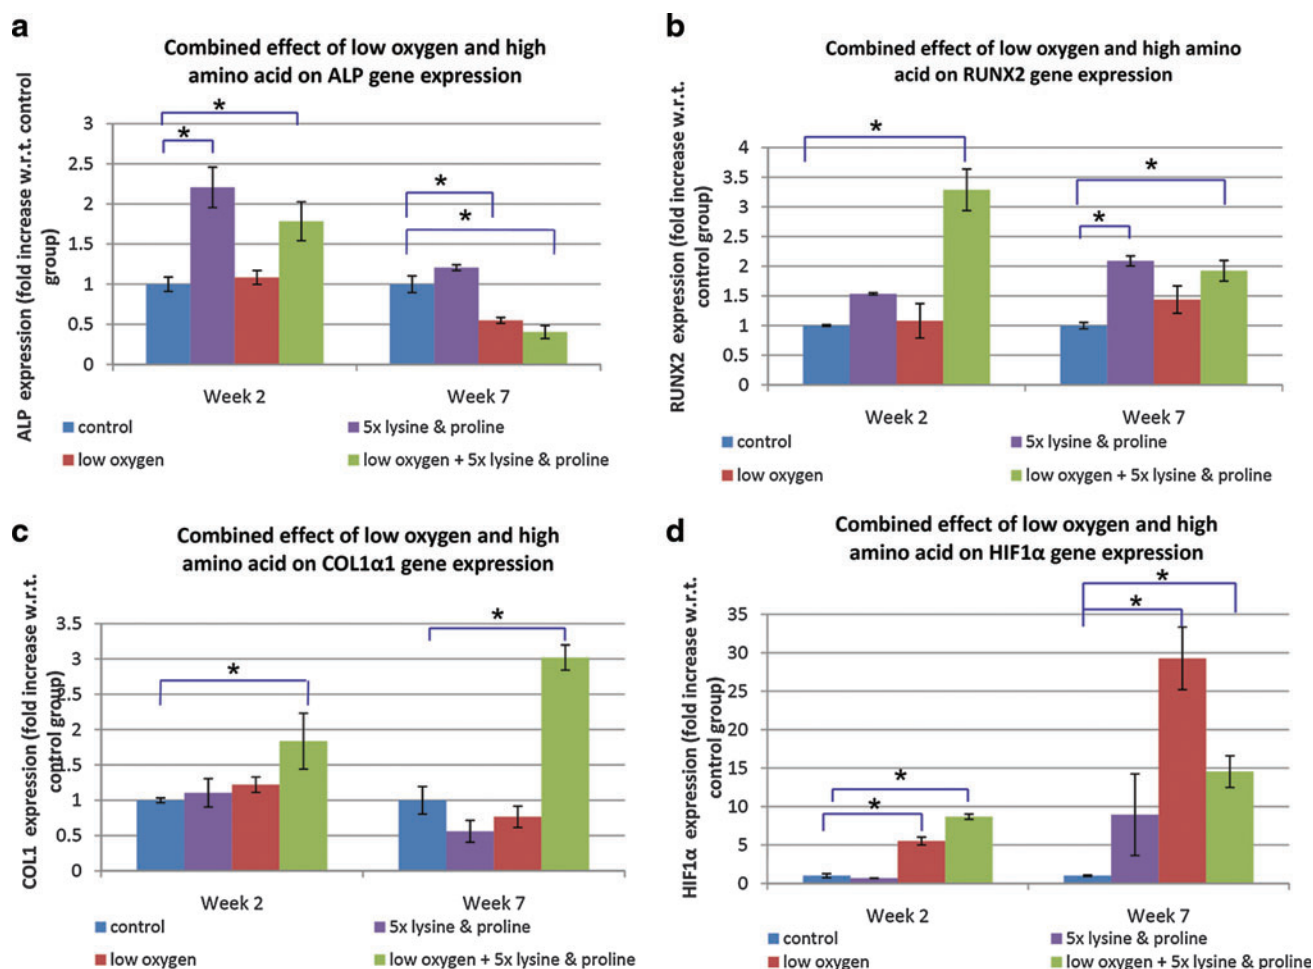 a
Combined effect of low oxygen and high
amino acid on ALP gene expression
ALP expression (fold increase w.r.t. control
group)
3
2.5
2
1.5
1
0.5
0
*
*
*
*
Week 2
Week 7
control
5x lysine & proline
low oxygen
low oxygen + 5x lysine & proline
b
Combined effect of low oxygen and high amino
acid on RUNX2 gene expression
RUNX2 expression (fold increase w.r.t.
control group)
4
3.5
3
2.5
2
1.5
1
0.5
0
*
*
*
Week 2
Week 7
control
5x lysine & proline
low oxygen
low oxygen + 5x lysine & proline
c
Combined effect of low oxygen and high
amino acid on COL1α1 gene expression
COL1 expression (fold increase w.r.t.
control group)
3.5
3
2.5
2
1.5
1
0.5
0
*
*
Week 2
Week 7
control
5x lysine & proline
low oxygen
low oxygen + 5x lysine & proline
d
Combined effect of low oxygen and high
amino acid on HIF1α gene expression
HIF1α expression (fold increase w.r.t.
control group)
35
30
25
20
15
10
5
0
*
*
*
*
Week 2
Week 7
control
5x lysine & proline
low oxygen
low oxygen + 5x lysine & proline